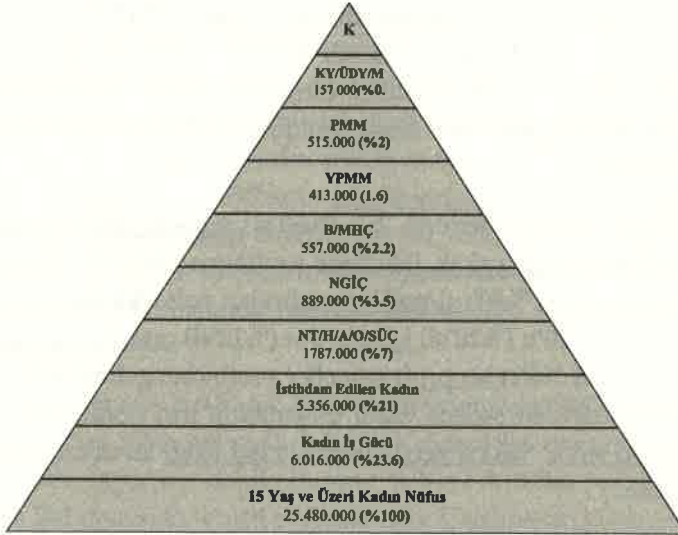 K
KY/ÜDY/M
157 000(%0.
PMM
515.000 (%2)
YPMM
413.000 (1.6)
B/MHÇ
557.000 (%2.2)
NGİÇ
889.000 (%3.5)
NT/H/A/O/SÜÇ
1787.000 (%7)
İstihdam Edilen Kadın
5.356.000 (%21)
Kadın İş Gücü
6.016.000 (%23.6)
15 Yaş ve Üzeri Kadın Nüfus
25.480.000 (%100)